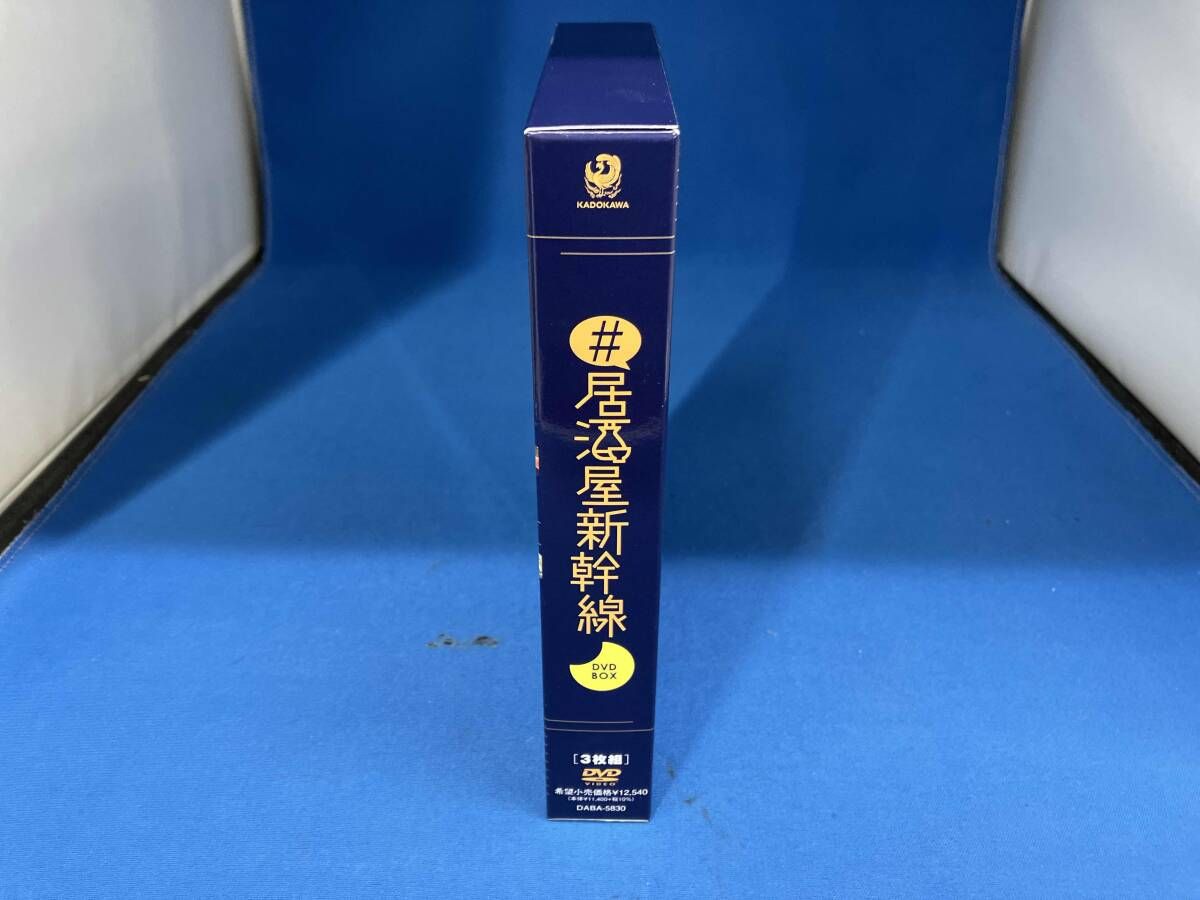 KADOKAWA
#居酒屋新幹線
DVD
BOX
[3枚組]
DVD
VIDEO
希望小売価格¥12,540
(本体¥11,400+税10%)
DABA-5830